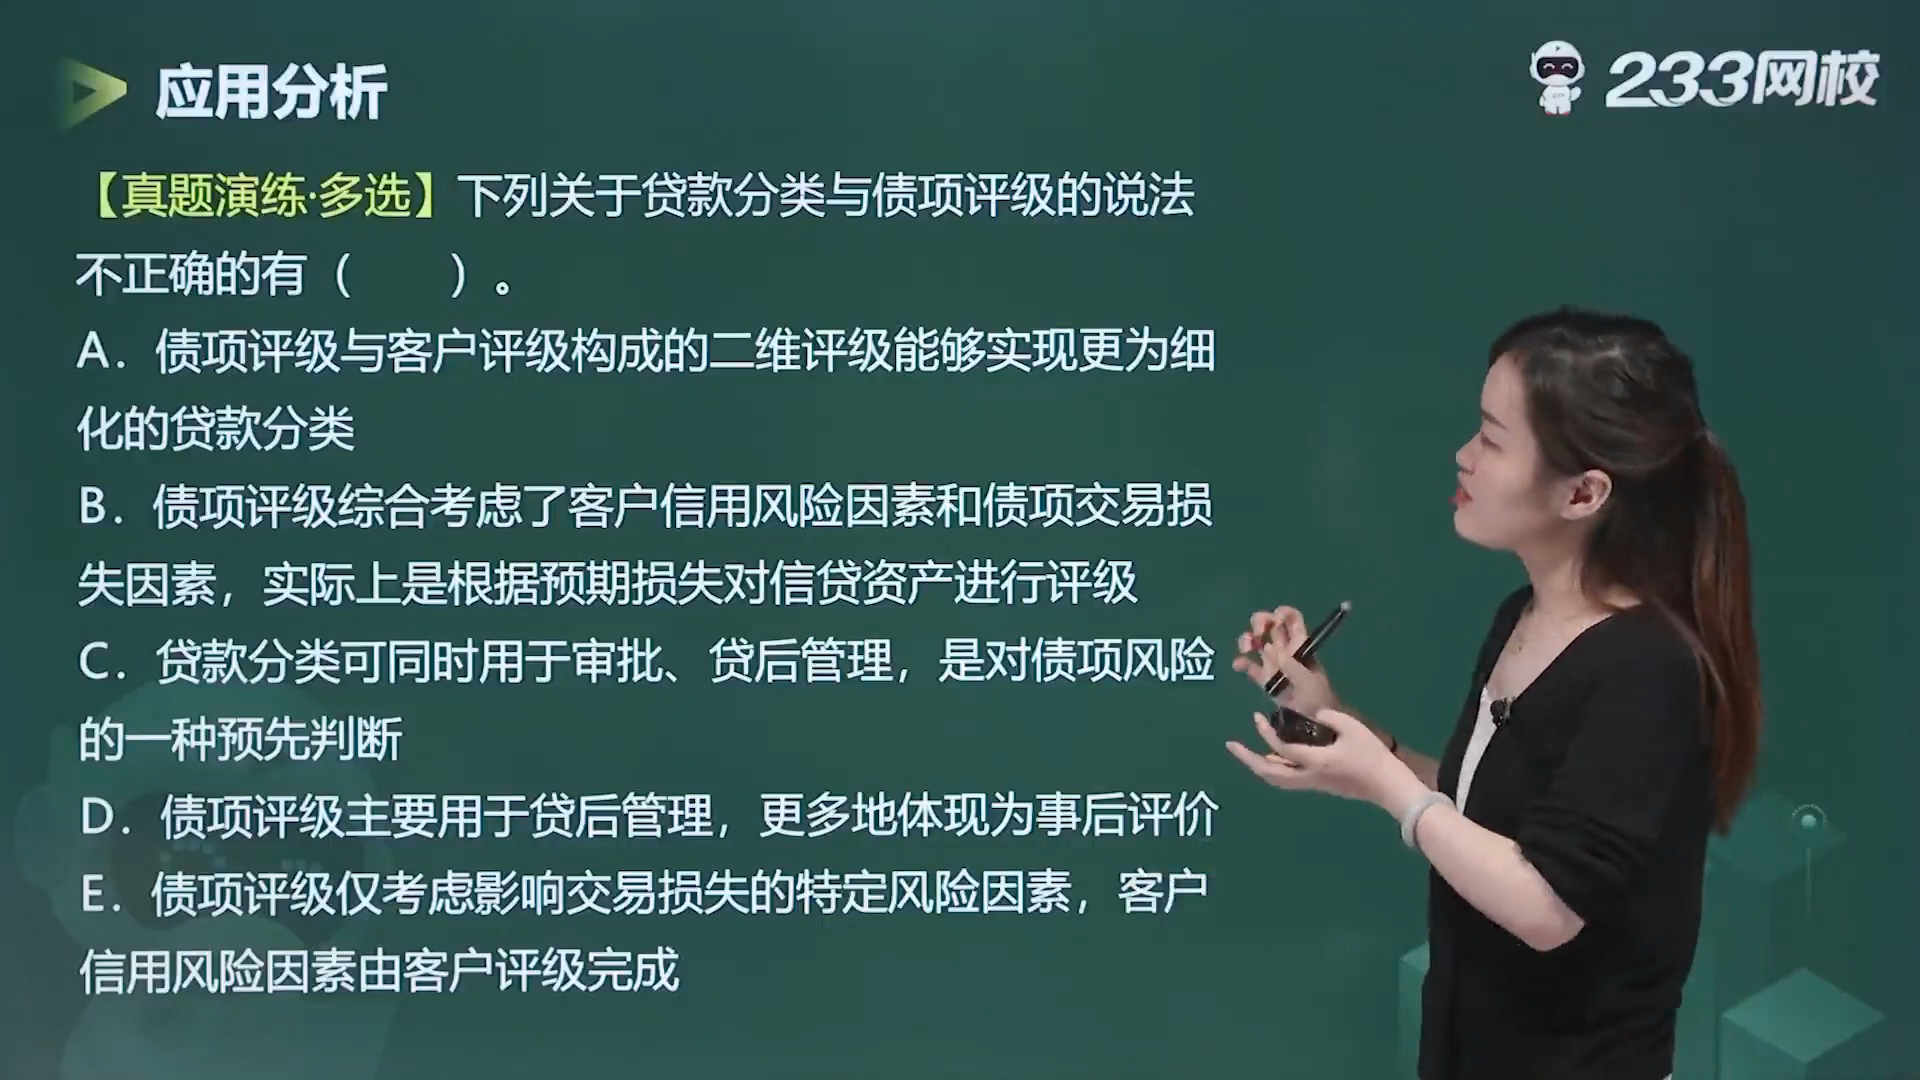 应用分析
233网校
【真题演练·多选】下列关于贷款分类与债项评级的说法
不正确的有（　　）。
A．债项评级与客户评级构成的二维评级能够实现更为细
化的贷款分类
B．债项评级综合考虑了客户信用风险因素和债项交易损
失因素，实际上是根据预期损失对信贷资产进行评级
C．贷款分类可同时用于审批、贷后管理，是对债项风险
的一种预先判断
D．债项评级主要用于贷后管理，更多地体现为事后评价
E．债项评级仅考虑影响交易损失的特定风险因素，客户
信用风险因素由客户评级完成